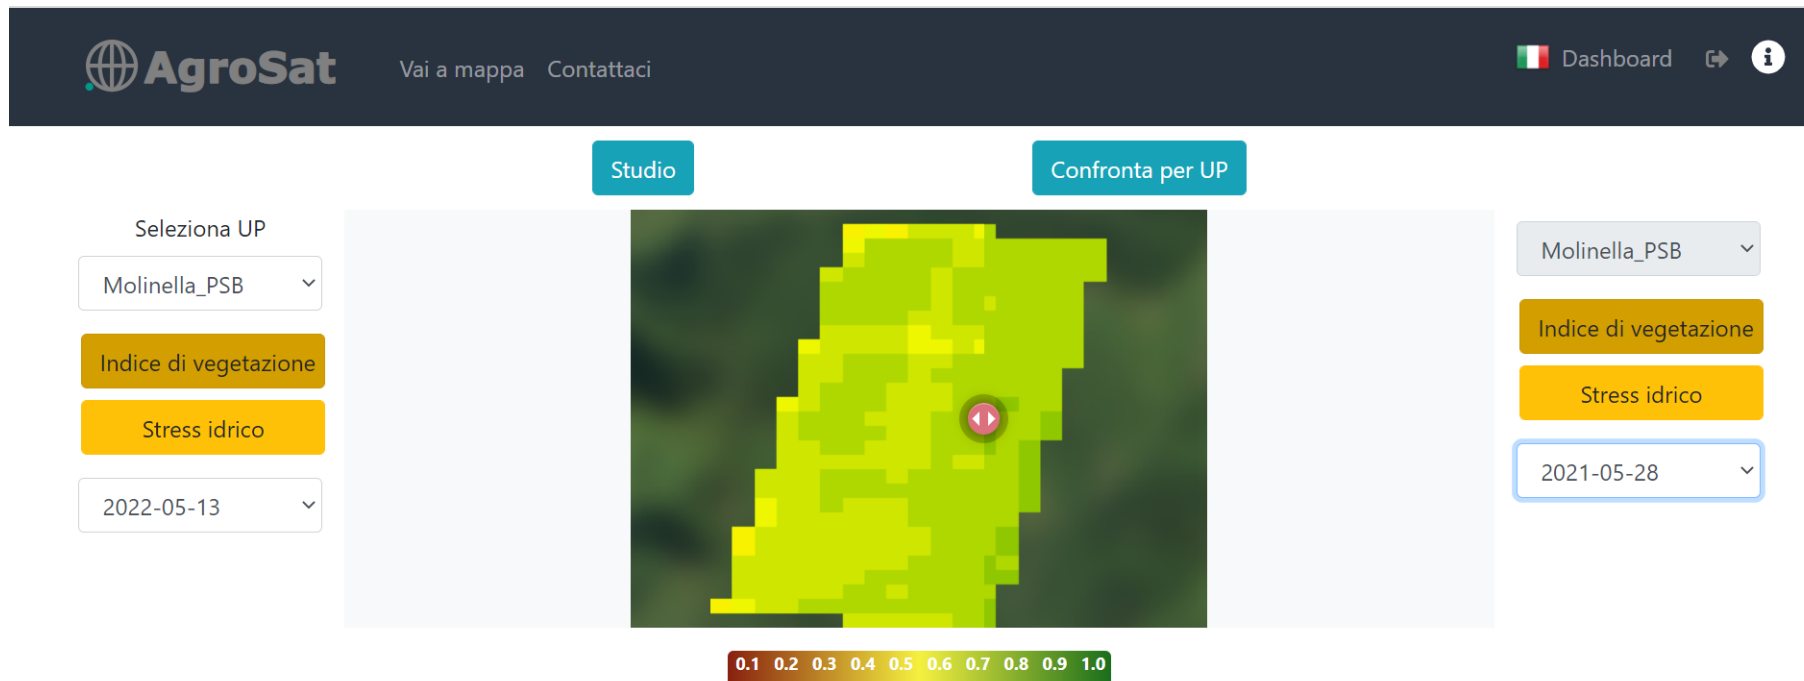 AgroSat
Vai a mappa Contattaci
Dashboard
Studio
Confronta per UP
Seleziona UP
Molinella_PSB
Indice di vegetazione
Stress idrico
2022-05-13
Molinella_PSB
Indice di vegetazione
Stress idrico
2021-05-28
0.1 0.2 0.3 0.4 0.5 0.6 0.7 0.8 0.9 1.0